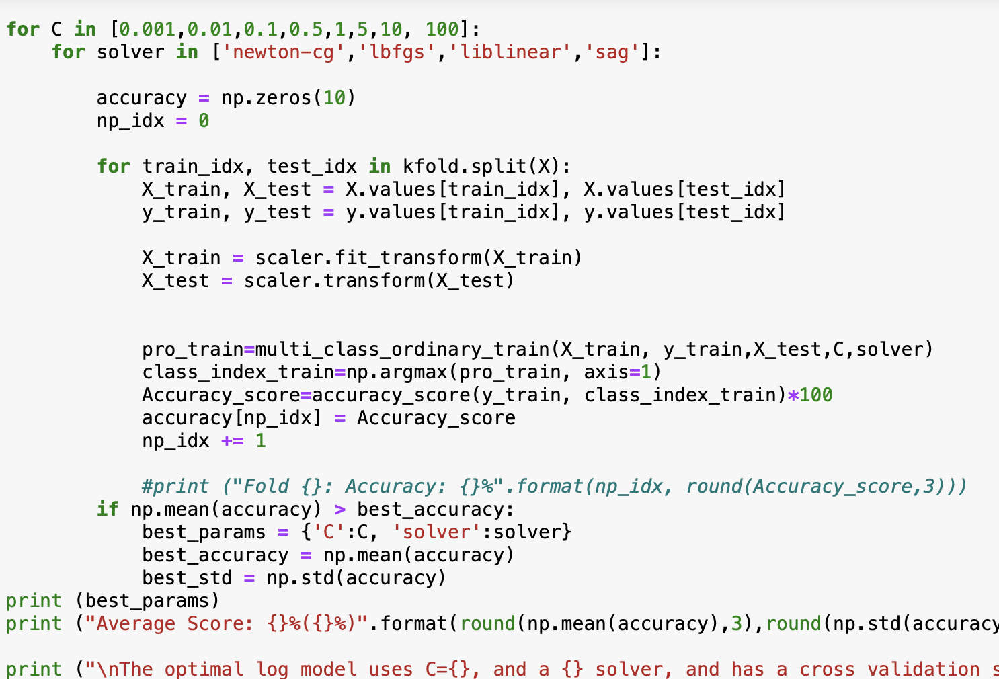 for C in [0.001,0.01,0.1,0.5,1,5,10, 100]:
    for solver in ['newton-cg','lbfgs','liblinear','sag']:
        accuracy = np.zeros(10)
        np_idx = 0
        for train_idx, test_idx in kfold.split(X):
            X_train, X_test = X.values[train_idx], X.values[test_idx]
            y_train, y_test = y.values[train_idx], y.values[test_idx]
            X_train = scaler.fit_transform(X_train)
            X_test = scaler.transform(X_test)
            pro_train=multi_class_ordinary_train(X_train, y_train,X_test,C,solver)
            class_index_train=np.argmax(pro_train, axis=1)
            Accuracy_score=accuracy_score(y_train, class_index_train)*100
            accuracy[np_idx] = Accuracy_score
            np_idx += 1
            #print ("Fold {}: Accuracy: {}%".format(np_idx, round(Accuracy_score,3)))
        if np.mean(accuracy) > best_accuracy:
            best_params = {'C':C, 'solver':solver}
            best_accuracy = np.mean(accuracy)
            best_std = np.std(accuracy)
print (best_params)
print ("Average Score: {}%({}%)".format(round(np.mean(accuracy),3),round(np.std(accuracy
print ("\nThe optimal log model uses C={}, and a {} solver, and has a cross validation